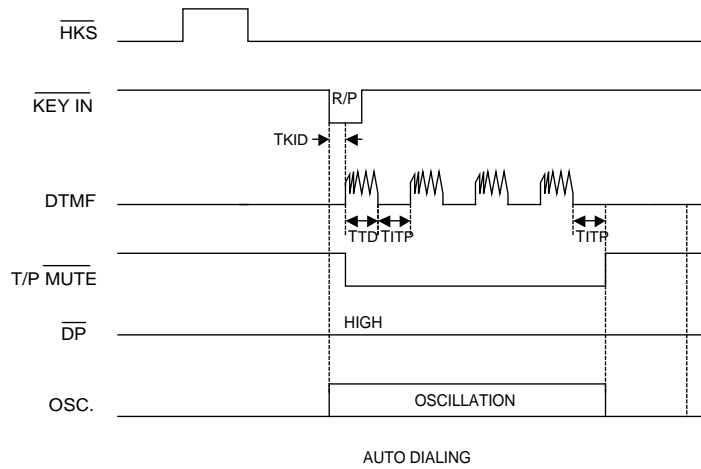 HKS
KEY IN
R/P
TKID
DTMF
TTD
TITP
TITP
T/P MUTE
HIGH
DP
OSC.
OSCILLATION
AUTO DIALING